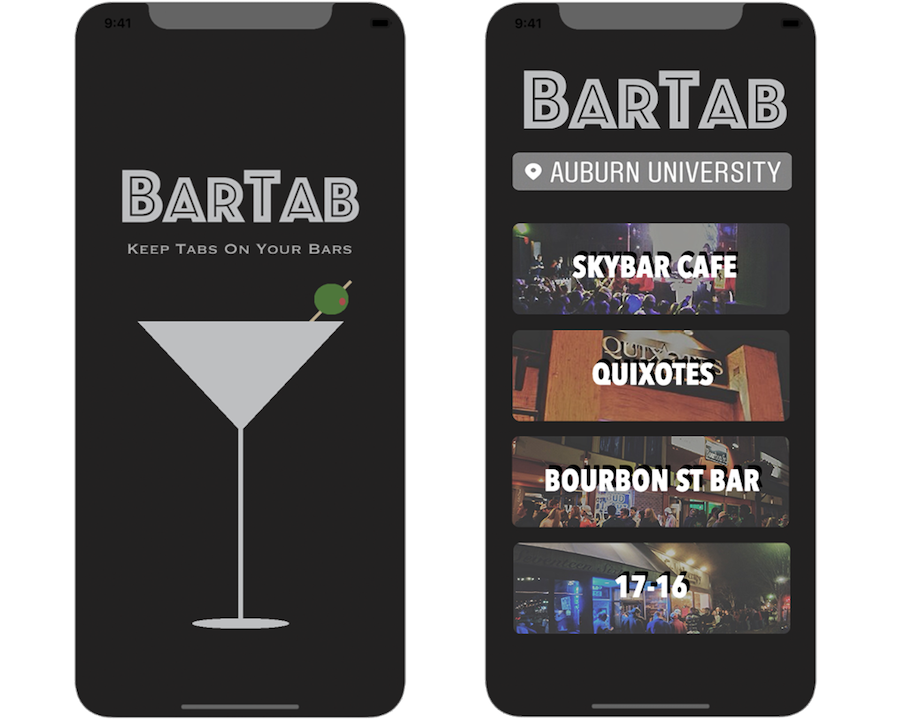 9:41
BARTAB
KEEP TABS ON YOUR BARS
9:41
BARTAB
AUBURN UNIVERSITY
SKYBAR CAFE
QUIXOTES
QUIXOTES
BOURBON ST BAR
17-16